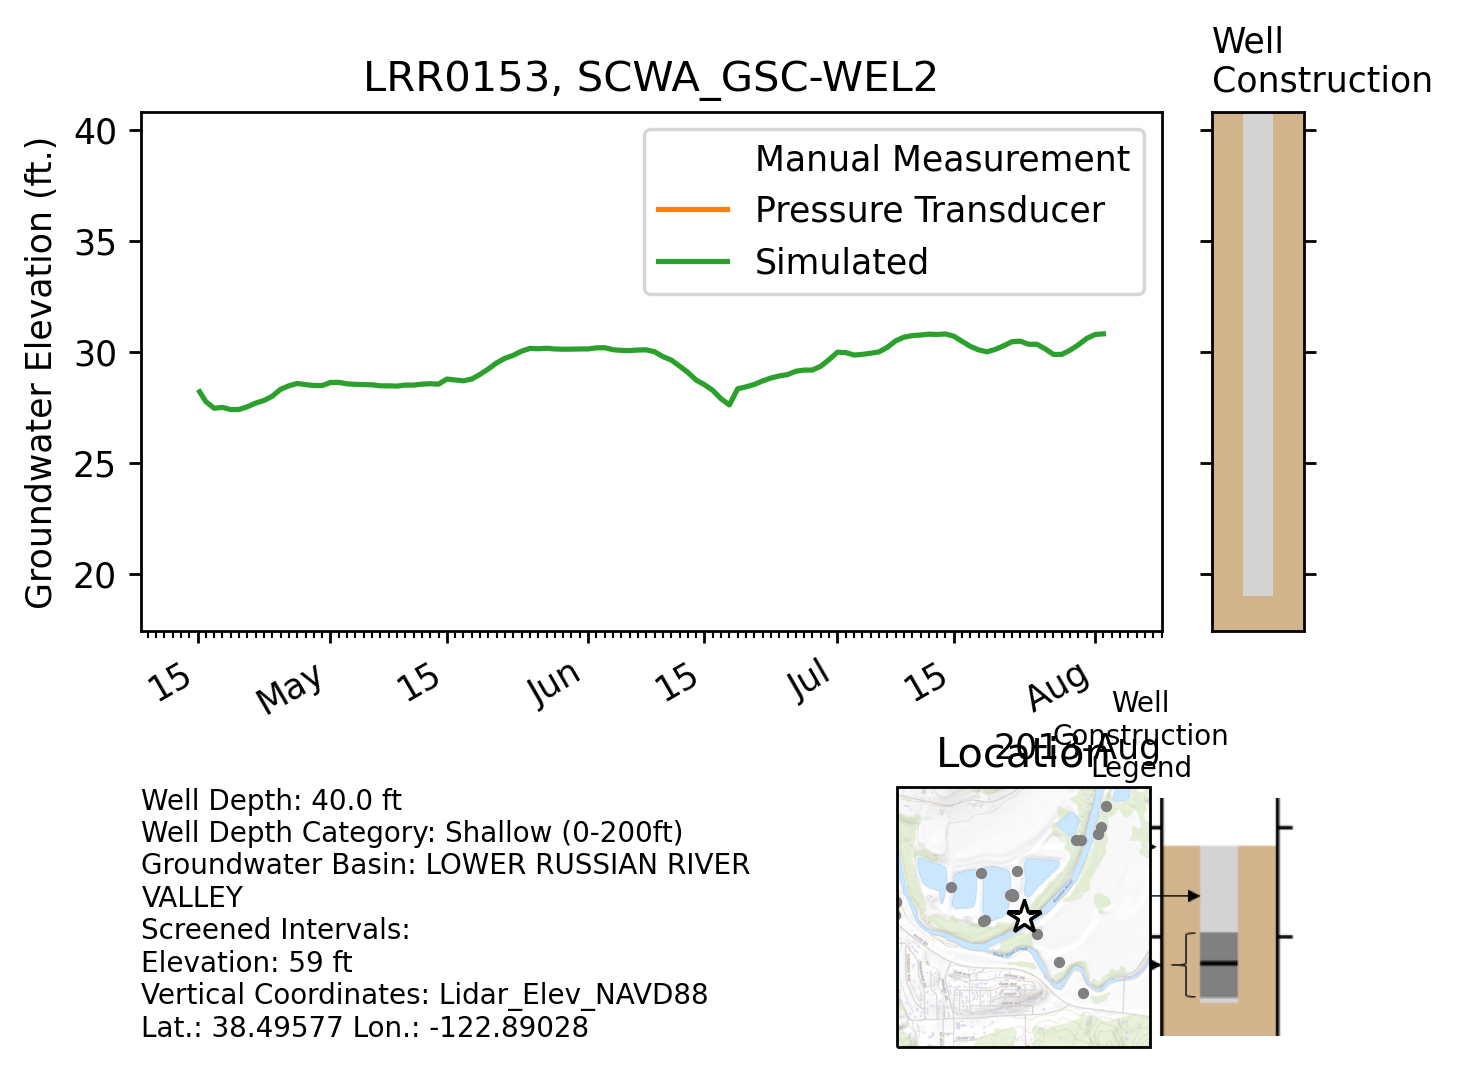 Well
Construction
LRR0153, SCWA_GSC-WEL2
Groundwater Elevation (ft.)
40
35
30
25
20
Manual Measurement
Pressure Transducer
Simulated
15
May
15
Jun
15
Jul
15
Aug
2013-Aug
Location
Well
Construction
Legend
Well Depth: 40.0 ft
Well Depth Category: Shallow (0-200ft)
Groundwater Basin: LOWER RUSSIAN RIVER
VALLEY
Screened Intervals:
Elevation: 59 ft
Vertical Coordinates: Lidar_Elev_NAVD88
Lat.: 38.49577 Lon.: -122.89028